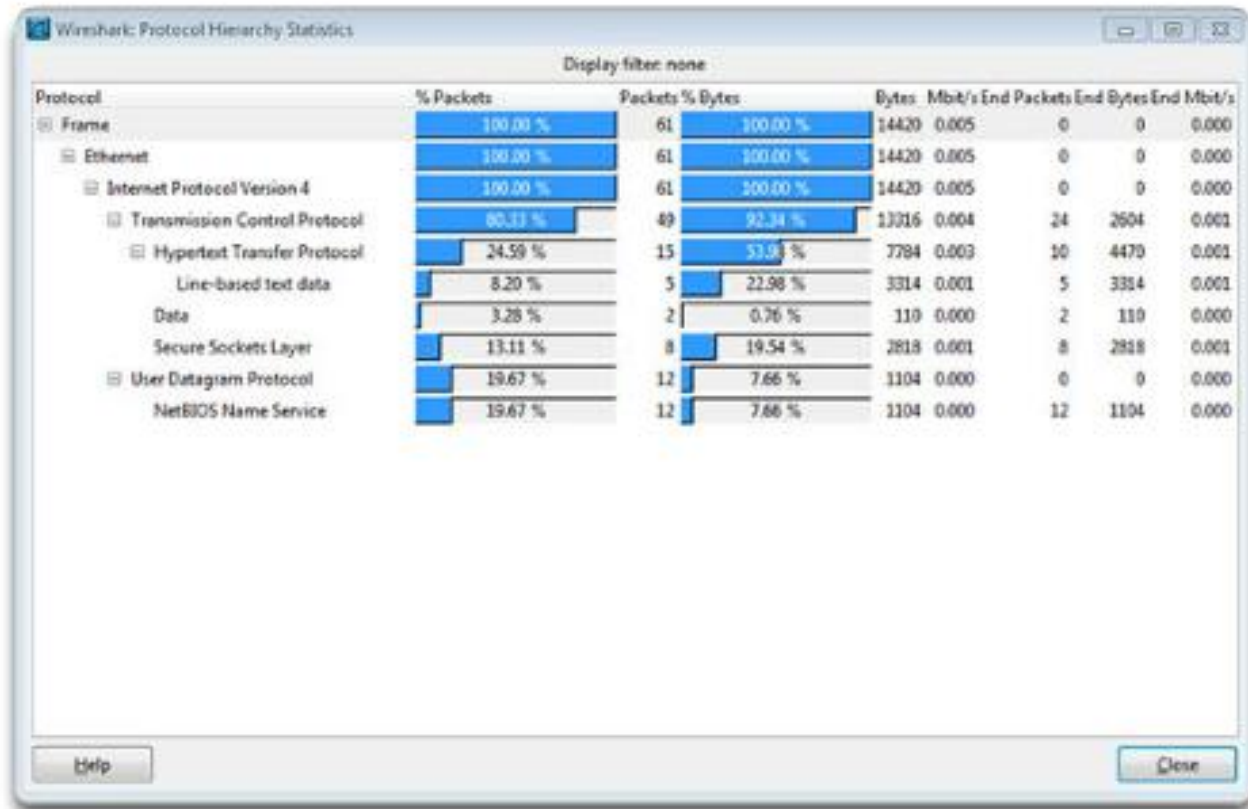 Wireshark: Protocol Hierarchy Statistics
Display filter: none
Protocol % Packets Packets % Bytes Bytes Mbit/s End Packets End Bytes End Mbit/s
Frame 100.00 % 61 100.00 % 14420 0.005 0 0 0.000
Ethernet 100.00 % 61 100.00 % 14420 0.005 0 0 0.000
Internet Protocol Version 4 100.00 % 61 100.00 % 14420 0.005 0 0 0.000
Transmission Control Protocol 80.33 % 49 92.34 % 13316 0.004 24 2604 0.001
Hypertext Transfer Protocol 24.59 % 15 53.98 % 7784 0.003 10 4470 0.001
Line-based text data 8.20 % 5 22.98 % 3314 0.001 5 3314 0.001
Data 3.28 % 2 0.76 % 110 0.000 2 110 0.000
Secure Sockets Layer 13.11 % 8 19.54 % 2818 0.001 8 2818 0.001
User Datagram Protocol 19.67 % 12 7.66 % 1104 0.000 0 0 0.000
NetBIOS Name Service 19.67 % 12 7.66 % 1104 0.000 12 1104 0.000
Help Close